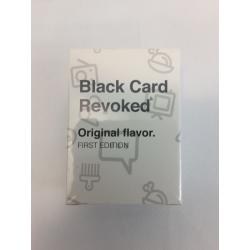 Black Card
Revoked
Original flavor.
FIRST EDITION